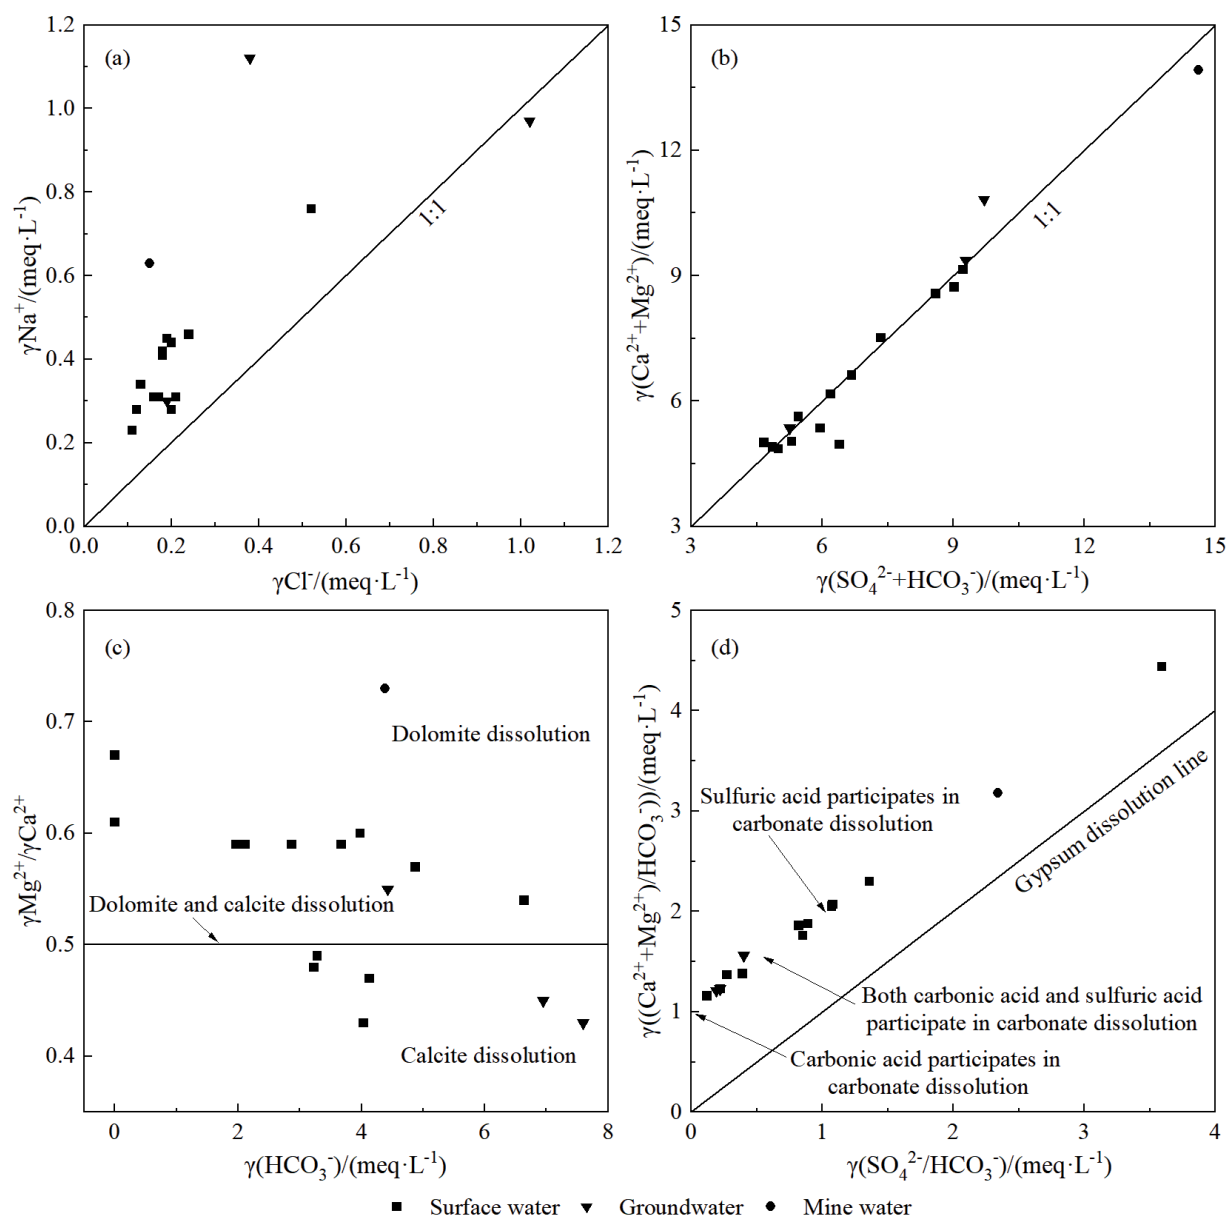 (a)
1.2
1.0
0.8
0.6
0.4
0.2
0.0
γNa⁺/(meq·L⁻¹)
1:1
0.0 0.2 0.4 0.6 0.8 1.0 1.2
γCl⁻/(meq·L⁻¹)
(b)
15
12
9
6
3
γ(Ca²⁺+Mg²⁺)/(meq·L⁻¹)
1:1
3 6 9 12 15
γ(SO₄²⁻+HCO₃⁻)/(meq·L⁻¹)
(c)
0.8
0.7
0.6
0.5
0.4
γMg²⁺/γCa²⁺
Dolomite dissolution
Dolomite and calcite dissolution
Calcite dissolution
0 2 4 6 8
γ(HCO₃⁻)/(meq·L⁻¹)
(d)
5
4
3
2
1
0
γ((Ca²⁺+Mg²⁺)/HCO₃⁻))/(meq·L⁻¹)
Sulfuric acid participates in
carbonate dissolution
Gypsum dissolution line
Both carbonic acid and sulfuric acid
participate in carbonate dissolution
Carbonic acid participates in
carbonate dissolution
0 1 2 3 4
γ(SO₄²⁻/HCO₃⁻)/(meq·L⁻¹)
Surface water Groundwater Mine water